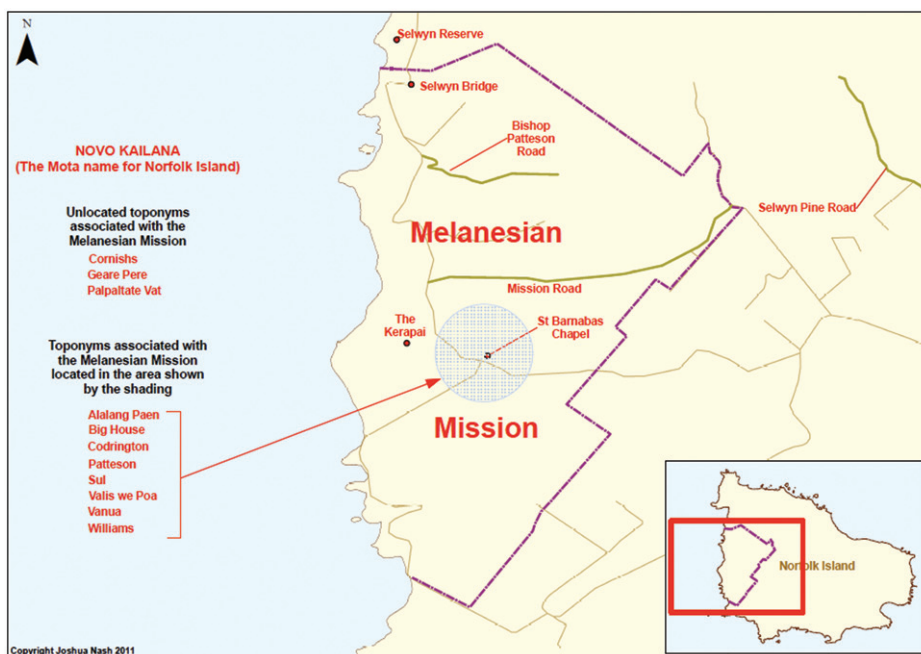 N
Selwyn Reserve
Selwyn Bridge
NOVO KAILANA
(The Mota name for Norfolk Island)
Bishop
Patteson
Road
Unlocated toponyms
associated with the
Melanesian Mission
Cornishs
Geare Pere
Palpaltate Vat
Melanesian
Selwyn Pine Road
Mission Road
The
Kerapai
St Barnabas
Chapel
Toponyms associated with
the Melanesian Mission
located in the area shown
by the shading
Alalang Paen
Big House
Codrington
Patteson
Sul
Valis we Poa
Vanua
Williams
Mission
Norfolk Island
Copyright Joshua Nash 2011